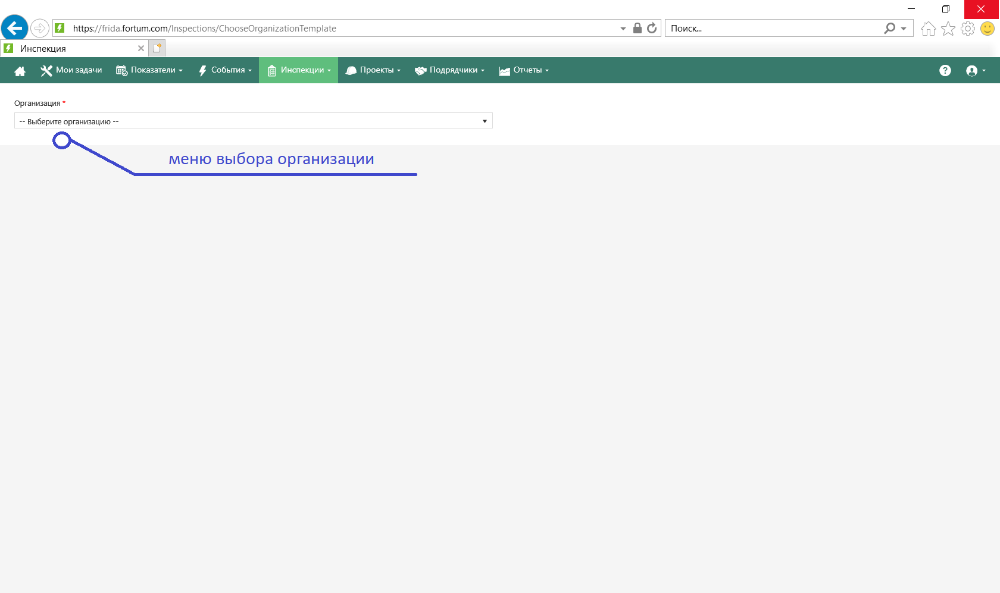 https://frida.fortum.com/Inspections/ChooseOrganizationTemplate
Поиск...
Инспекция
Мои задачи Показатели События Инспекции Проекты Подрядчики Отчеты ?
Организация *
-- Выберите организацию --
меню выбора организации